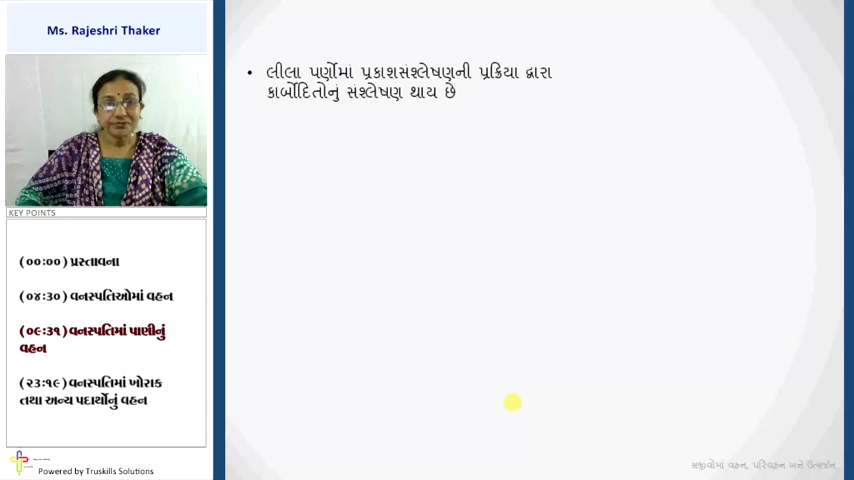 Ms. Rajeshri Thaker
• લીલા પર્ણોમાં પ્રકાશસંશ્લેષણની પ્રક્રિયા દ્વારા
કાર્બોદિતોનું સંશ્લેષણ થાય છે
KEY POINTS
(૦૦:૦૦) પ્રસ્તાવના
(૦૪:૩૦) વનસ્પતિઓમાં વહન
(૦૯:૩૧) વનસ્પતિમાં પાણીનું
વહન
(૨૩:૧૯) વનસ્પતિમાં ખોરાક
તથા અન્ય પદાર્થોનું વહન
Powered by Truskills Solutions
સજીવોમાં વહન, પરિવહન અને ઉત્સર્જન